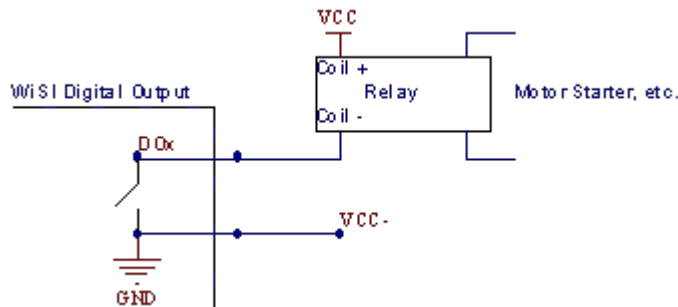 VCC
Coil +
WiSI Digital Output
Relay
Motor Starter, etc.
Coil -
DOx
VCC-
GND